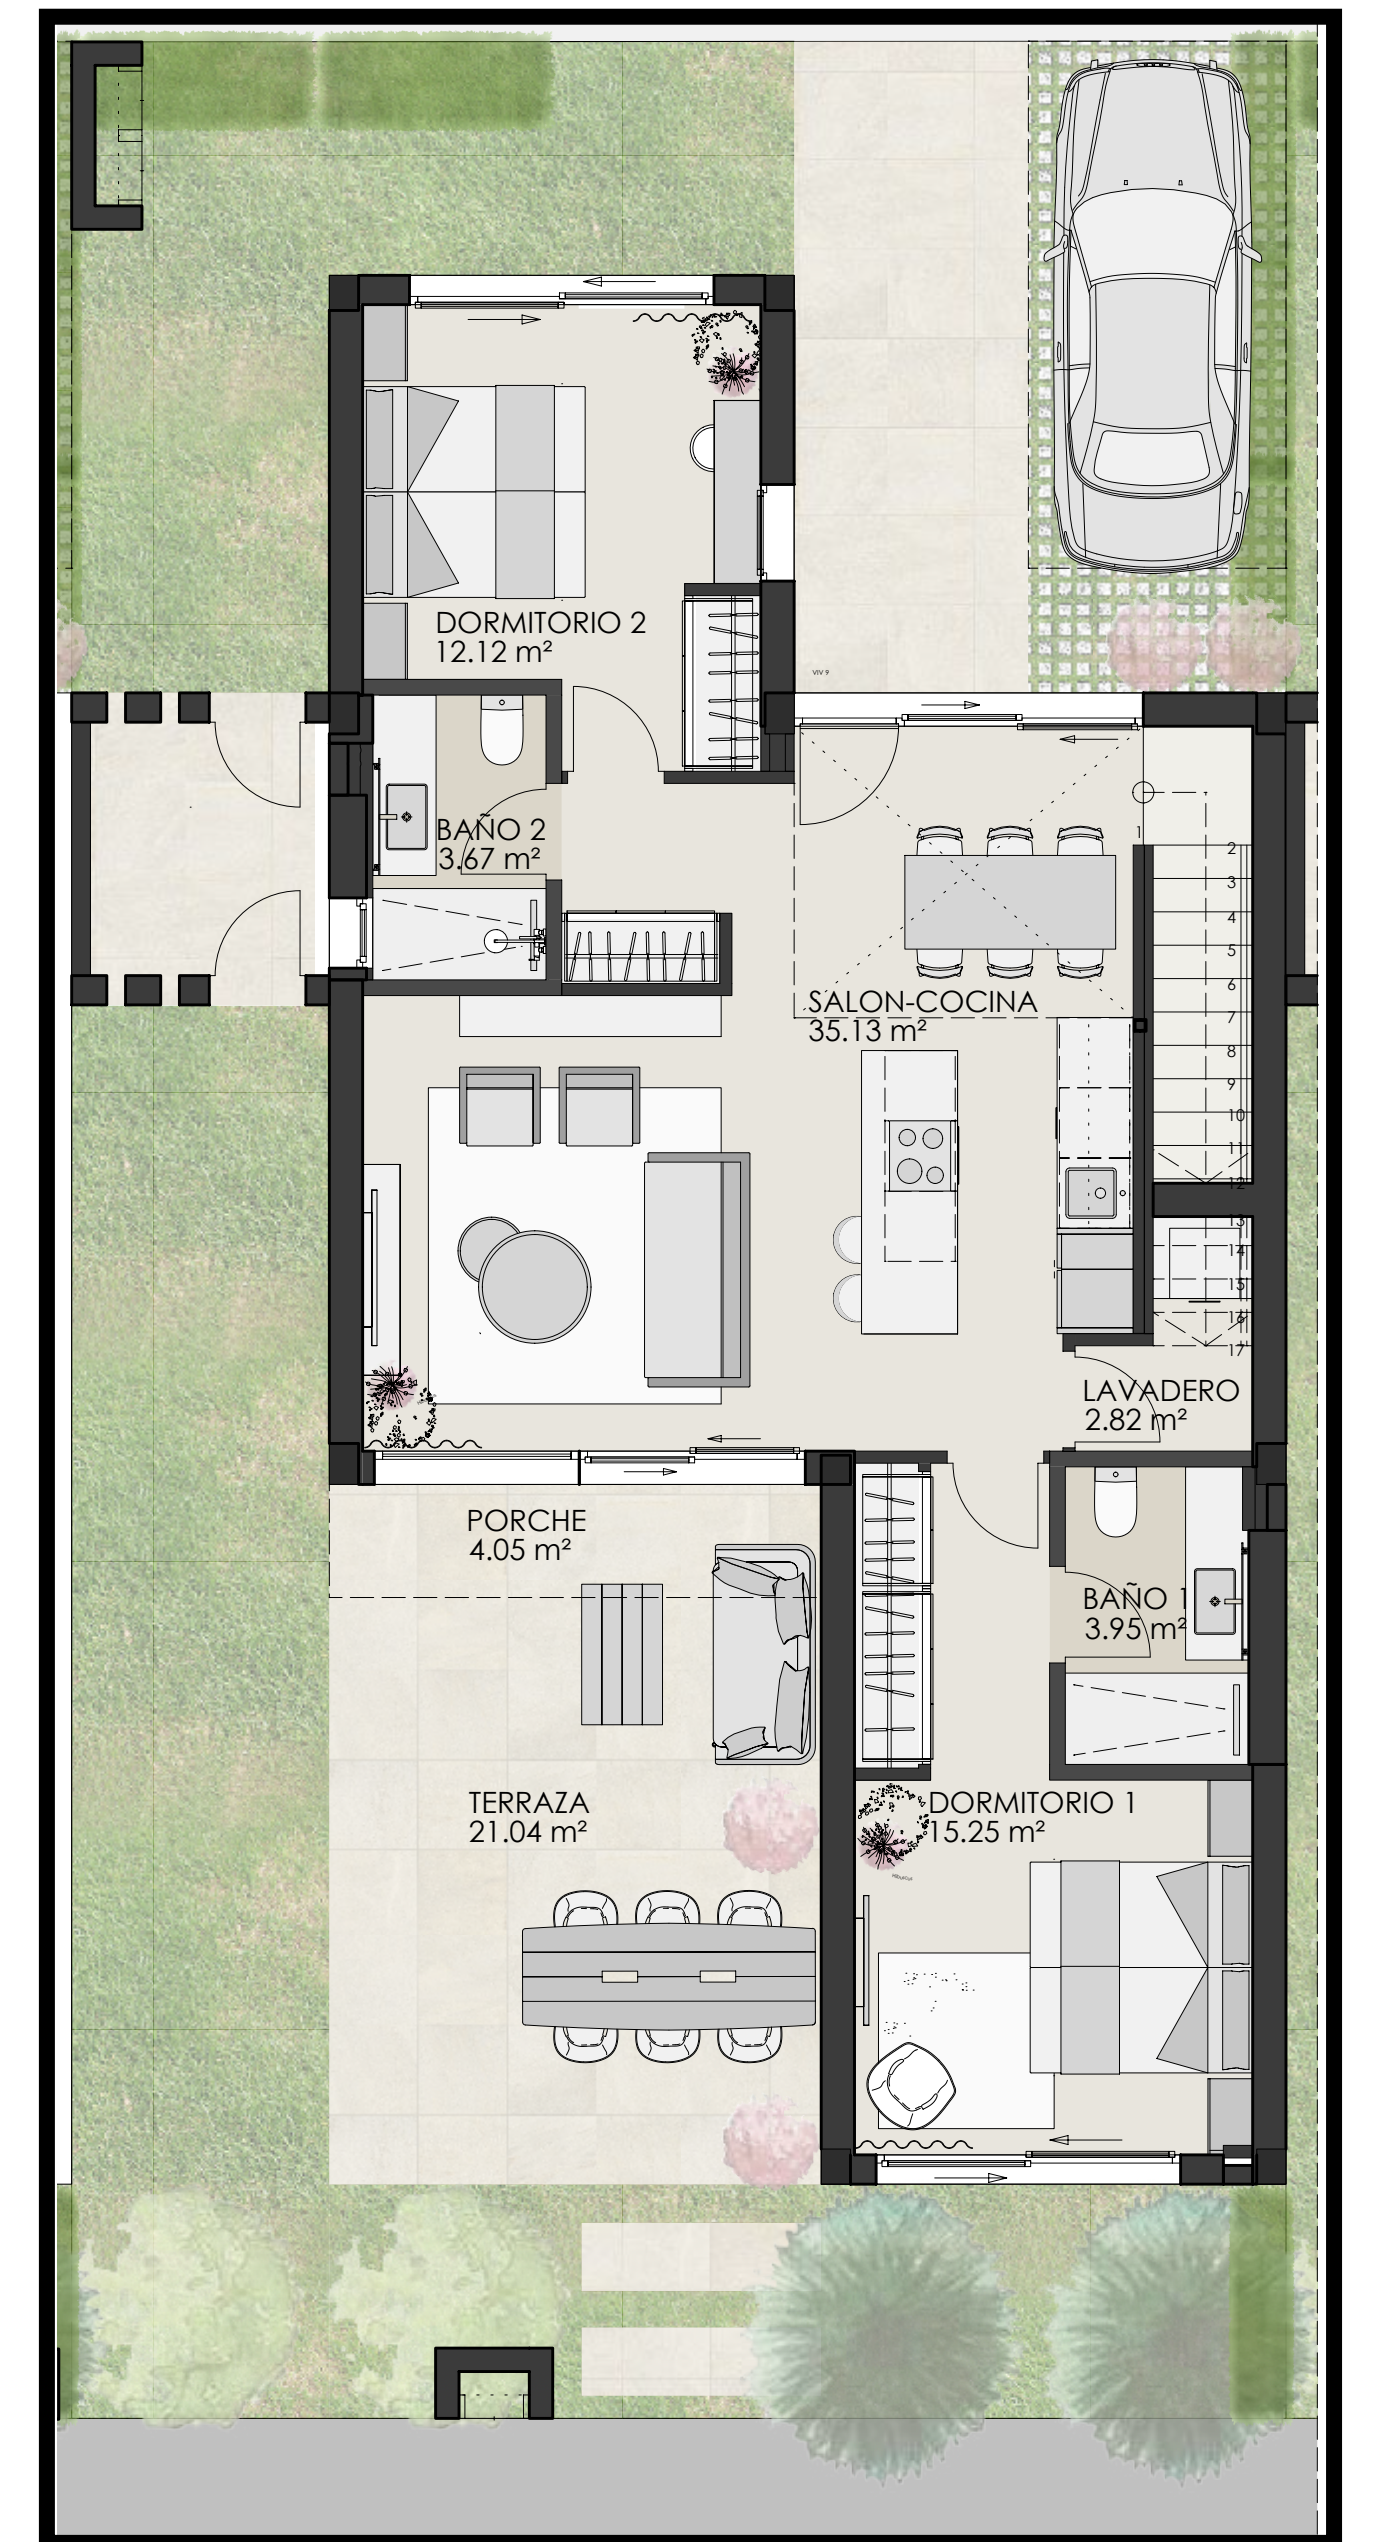 DORMITORIO 2
12.12 m²
VIV 9
BAÑO 2
3.67 m²
1
2
3
4
5
6
7
8
9
10
11
12
13
14
15
16
17
SALON-COCINA
35.13 m²
LAVADERO
2.82 m²
PORCHE
4.05 m²
BAÑO 1
3.95 m²
TERRAZA
21.04 m²
DORMITORIO 1
15.25 m²